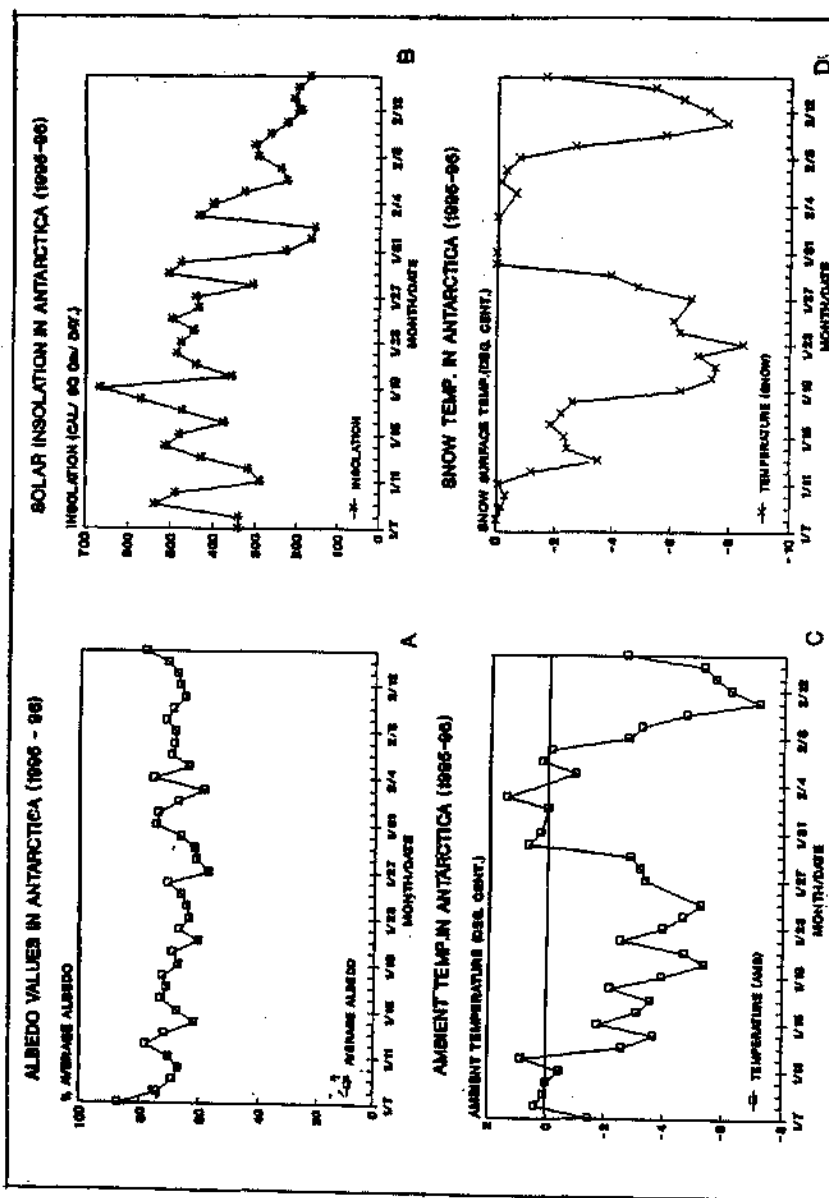 ALBEDO VALUES IN ANTARCTICA (1995 - 96)
% AVERAGE ALBEDO
100
80
60
40
20
0
AVERAGE ALBEDO
1/7 1/11 1/15 1/19 1/23 1/27 1/31 2/4 2/8 2/12
MONTH/DATE
A
SOLAR INSOLATION IN ANTARCTICA (1995-96)
INSOLATION (CAL/ SQ Cm/ DAY.)
700
600
500
400
300
200
100
0
INSOLATION
1/7 1/11 1/15 1/19 1/23 1/27 1/31 2/4 2/8 2/12
MONTH/DATE
B
AMBIENT TEMP.IN ANTARCTICA (1995-96)
AMBIENT TEMPERATURE (DEG. CENT.)
2
0
-2
-4
-6
-8
TEMPERATURE (AMB)
1/7 1/11 1/15 1/19 1/23 1/27 1/31 2/4 2/8 2/12
MONTH/DATE
C
SNOW TEMP. IN ANTARCTICA (1995-96)
SNOW SURFACE TEMP.(DEG. CENT.)
0
-2
-4
-6
-8
-10
TEMPERATURE (SNOW)
1/7 1/11 1/15 1/19 1/23 1/27 1/31 2/4 2/8 2/12
MONTH/DATE
D